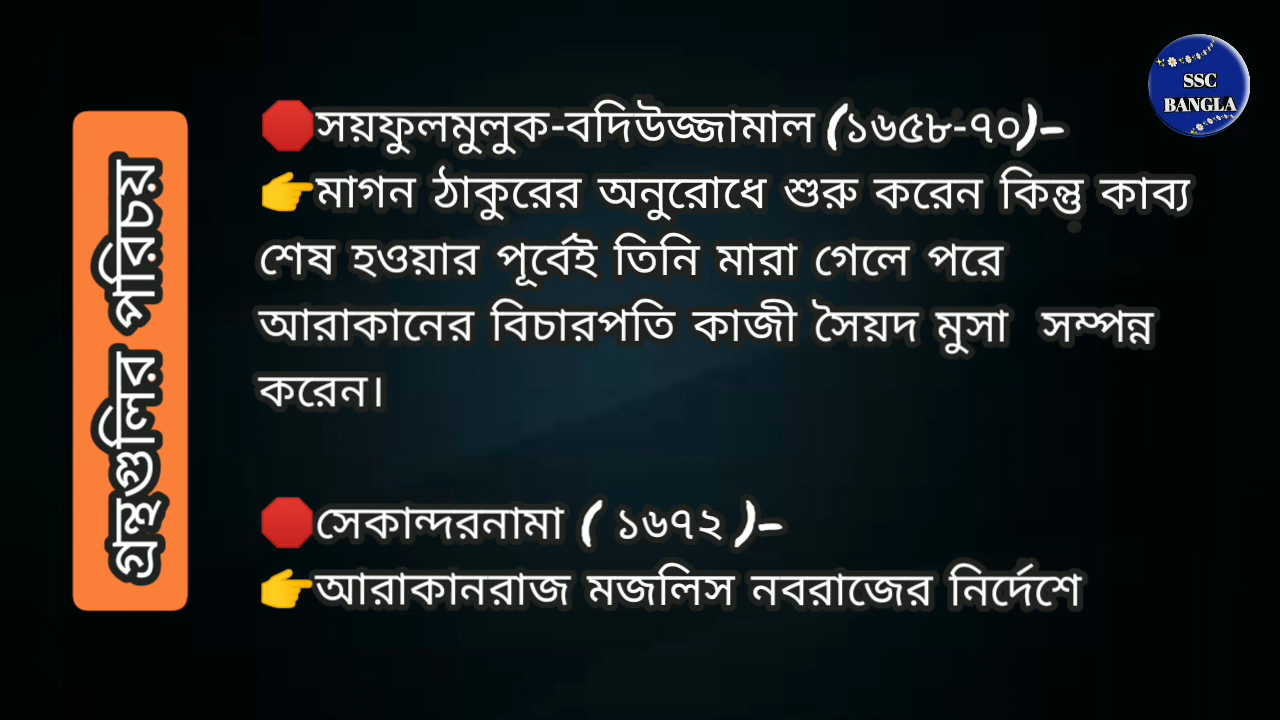 SSC
BANGLA
গ্রন্থগুলির পরিচয়
সয়ফুলমুলুক-বদিউজ্জামাল (১৬৫৮-৭০)-
মাগন ঠাকুরের অনুরোধে শুরু করেন কিন্তু কাব্য
শেষ হওয়ার পূর্বেই তিনি মারা গেলে পরে
আরাকানের বিচারপতি কাজী সৈয়দ মুসা সম্পন্ন
করেন।
সেকান্দরনামা ( ১৬৭২ )-
আরাকানরাজ মজলিস নবরাজের নির্দেশে